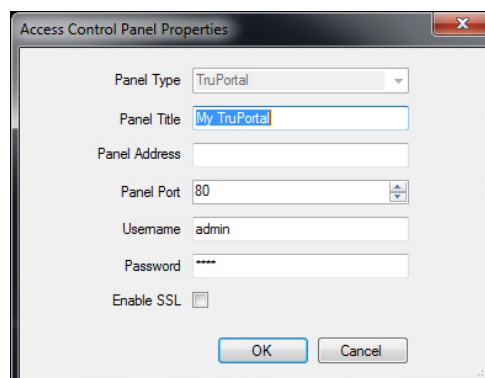 Access Control Panel Properties
Panel Type TruPortal
Panel Title My TruPortal
Panel Address
Panel Port 80
Username admin
Password ****
Enable SSL
OK Cancel